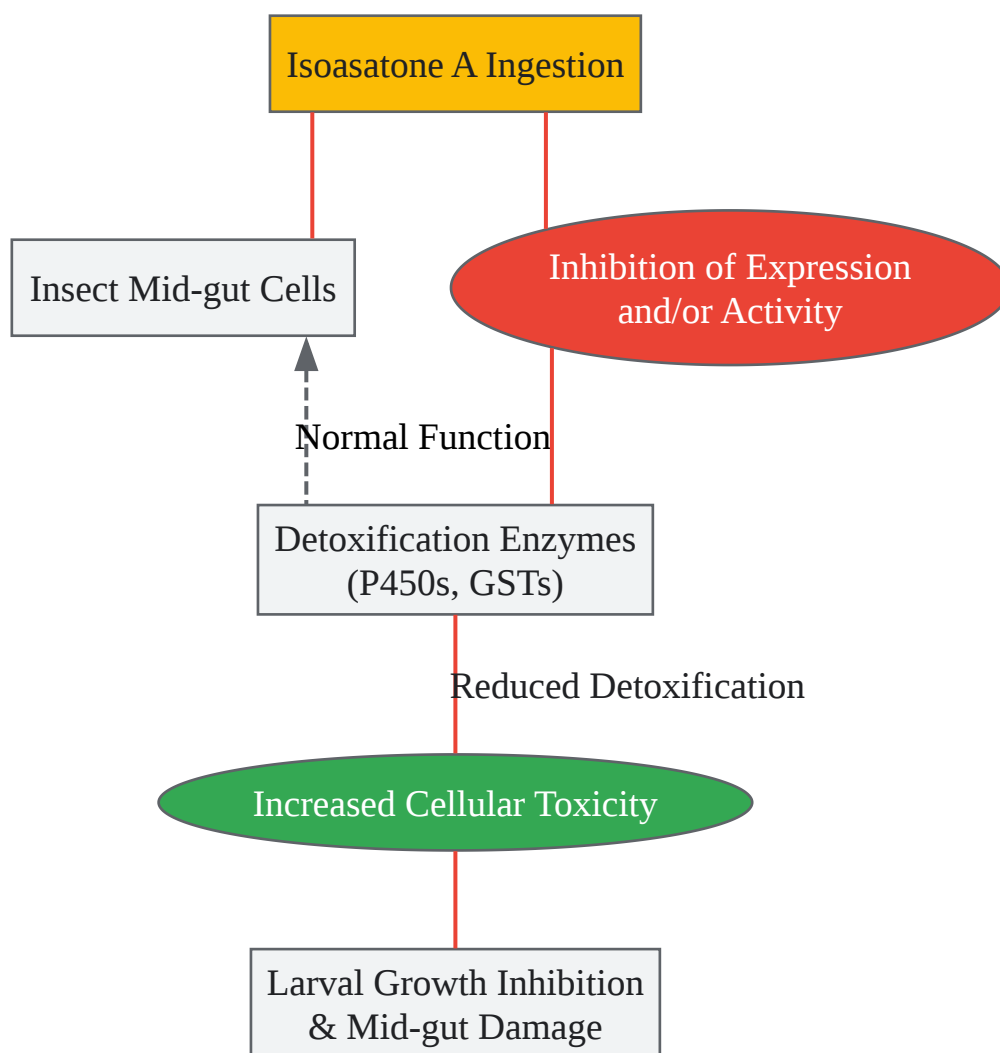 Isoasatone A Ingestion
Insect Mid-gut Cells
Inhibition of Expression
and/or Activity
Normal Function
Detoxification Enzymes
(P450s, GSTs)
Reduced Detoxification
Increased Cellular Toxicity
Larval Growth Inhibition
& Mid-gut Damage